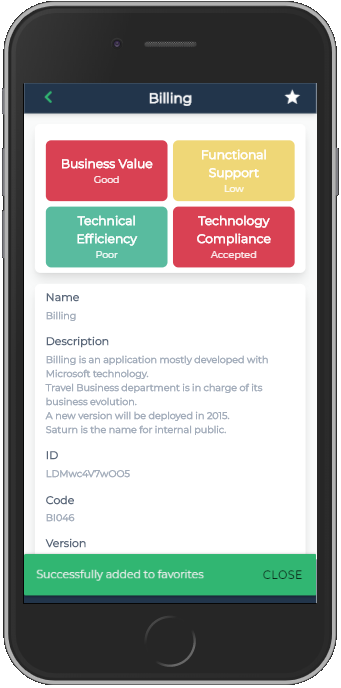 Billing
Business Value
Good
Functional
Support
Low
Technical
Efficiency
Poor
Technology
Compliance
Accepted
Name
Billing
Description
Billing is an application mostly developed with
Microsoft technology.
Travel Business department is in charge of its
business evolution.
A new version will be deployed in 2015.
Saturn is the name for internal public.
ID
LDMwc4V7wOO5
Code
BI046
Version
Successfully added to favorites
CLOSE